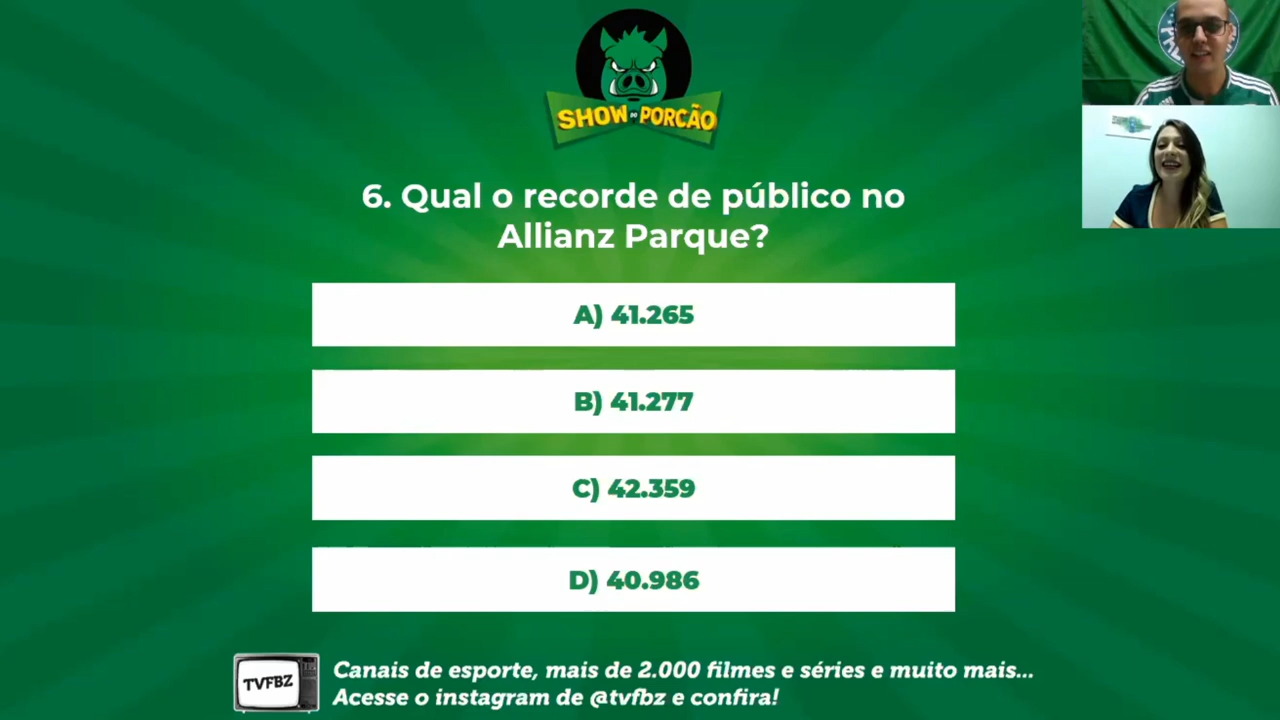 SHOW DO PORCÃO
6. Qual o recorde de público no
Allianz Parque?
A) 41.265
B) 41.277
C) 42.359
D) 40.986
TVFBZ
Canais de esporte, mais de 2.000 filmes e séries e muito mais...
Acesse o instagram de @tvfbz e confira!